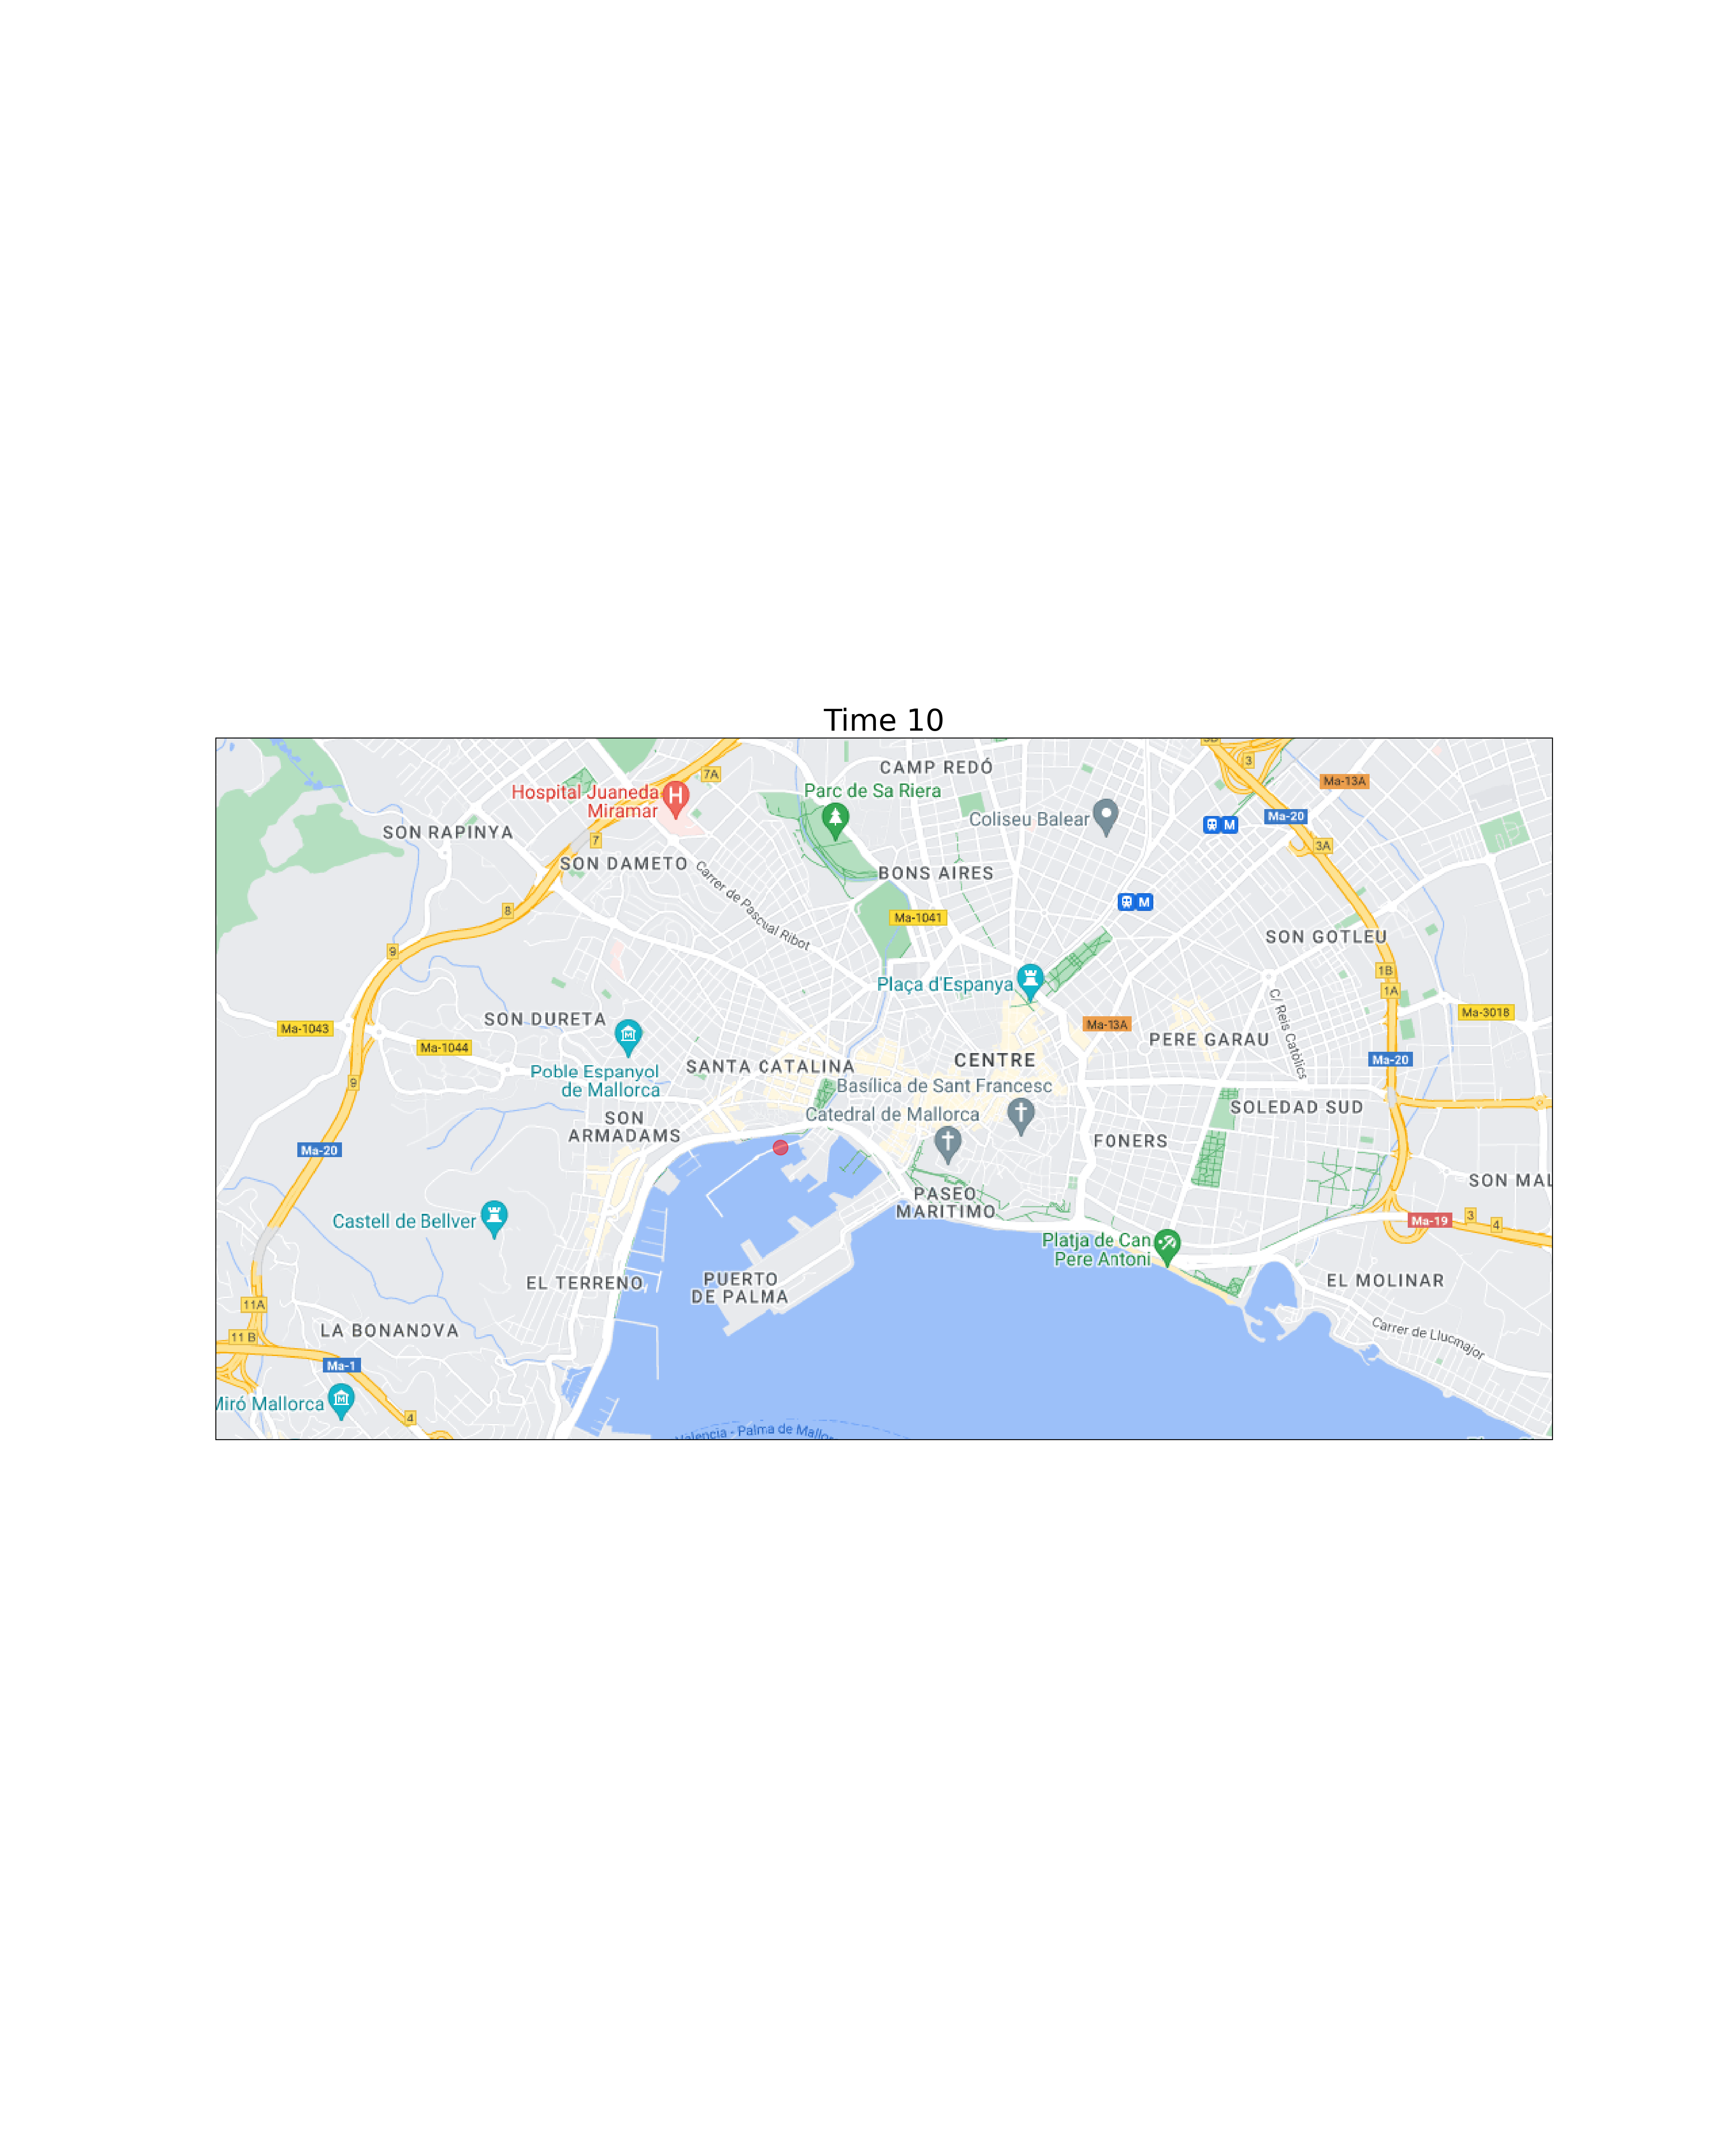 Time 10
3
7A
CAMP REDÓ
Ma-13A
Hospital Juaneda
Miramar
Parc de Sa Riera
Coliseu Balear
Ma-20
M
SON RAPINYA
7
3A
SON DAMETO
Carrer de Pascual Ribot
BONS AIRES
M
8
Ma-1041
SON GOTLEU
9
1B
Plaça d'Espanya
1A
C/ Reis Catòlics
Ma-3018
SON DURETA
Ma-13A
Ma-1043
PERE GARAU
Ma-1044
CENTRE
Ma-20
SANTA CATALINA
Poble Espanyol
de Mallorca
9
Basílica de Sant Francesc
SOLEDAD SUD
Catedral de Mallorca
SON
ARMADAMS
FONERS
Ma-20
SON MAL
PASEO
MARITIMO
Castell de Bellver
Ma-19
3
4
Platja de Can
Pere Antoni
EL TERRENO
PUERTO
DE PALMA
EL MOLINAR
11A
LA BONANOVA
Carrer de Llucmajor
11 B
Ma-1
Miró Mallorca
4
Valencia - Palma de Mallor